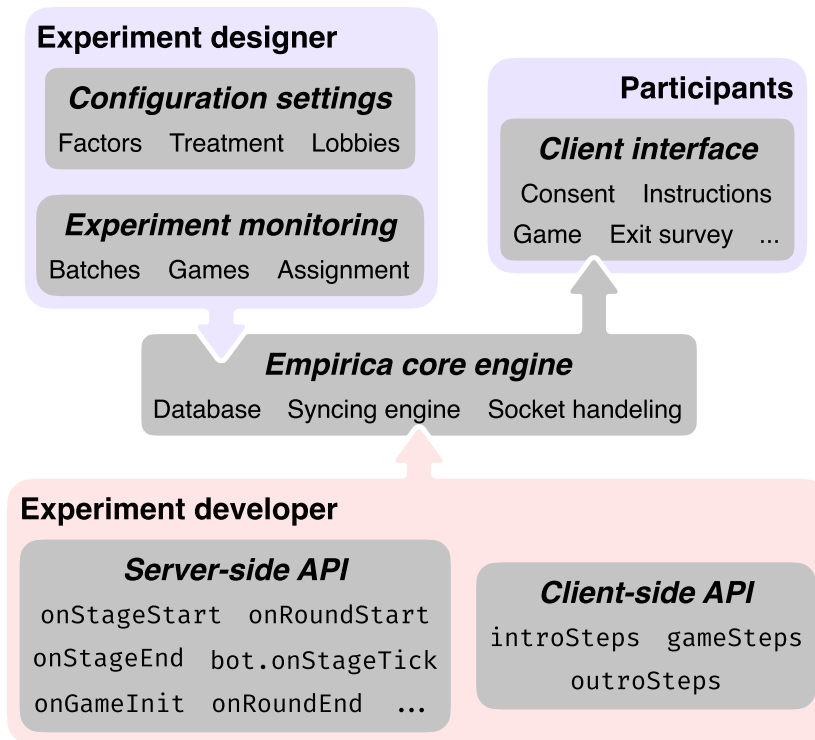 Experiment designer
Configuration settings
Factors Treatment Lobbies
Experiment monitoring
Batches Games Assignment
Participants
Client interface
Consent Instructions
Game Exit survey ...
Empirica core engine
Database Syncing engine Socket handeling
Experiment developer
Server-side API
onStageStart onRoundStart
onStageEnd bot.onStageTick
onGameInit onRoundEnd ...
Client-side API
introSteps gameSteps
outroSteps